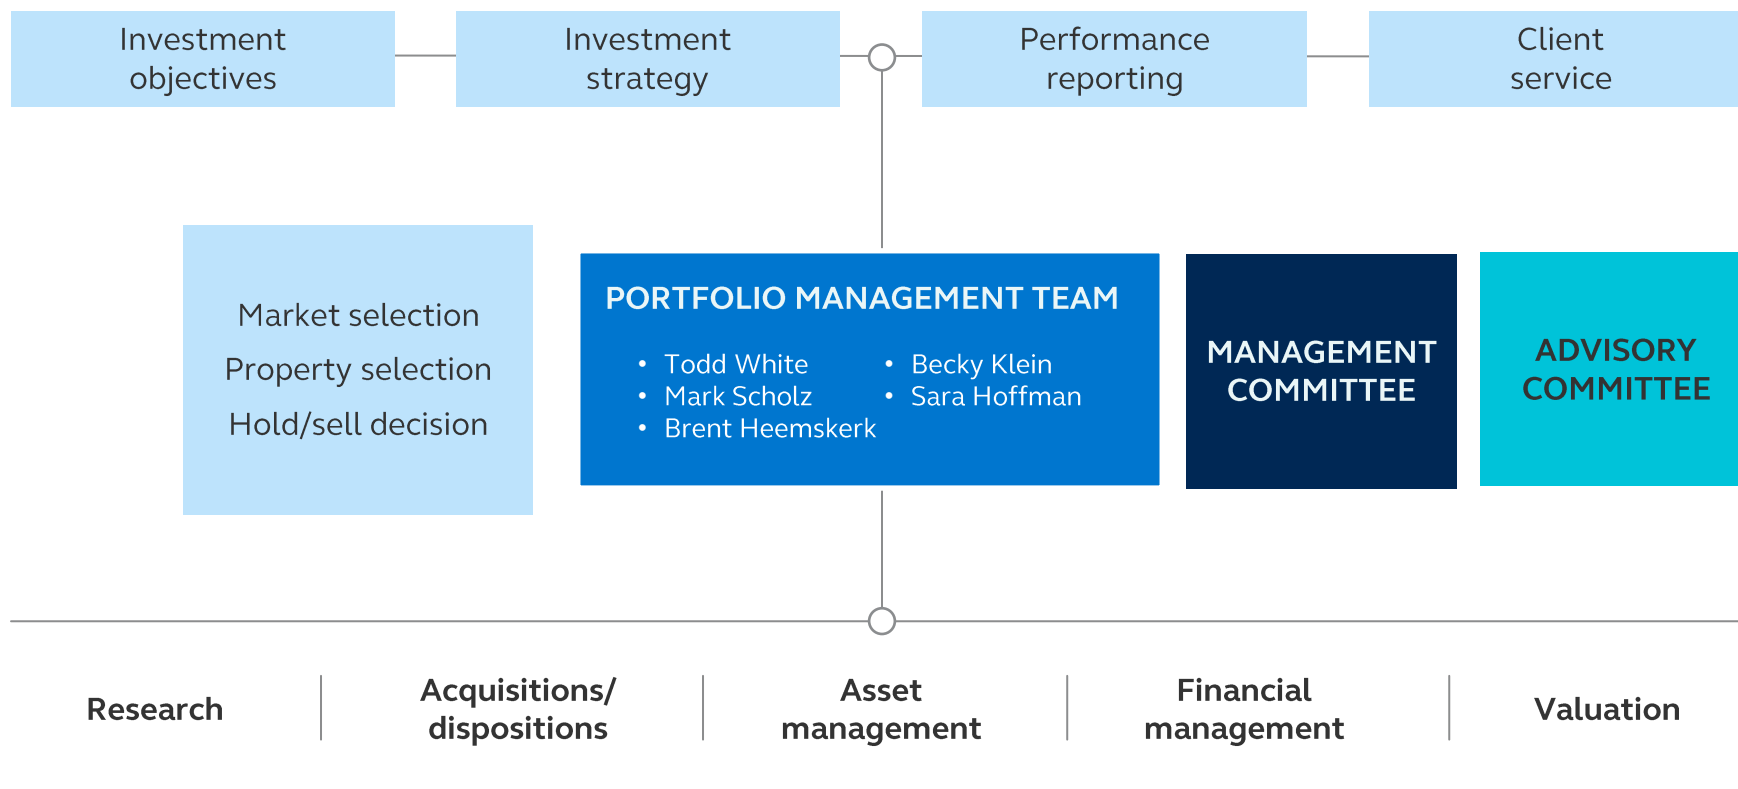 Investment
objectives
Investment
strategy
Performance
reporting
Client
service
Market selection
Property selection
Hold/sell decision
PORTFOLIO MANAGEMENT TEAM
• Todd White
• Mark Scholz
• Brent Heemskerk
• Becky Klein
• Sara Hoffman
MANAGEMENT
COMMITTEE
ADVISORY
COMMITTEE
Research
Acquisitions/
dispositions
Asset
management
Financial
management
Valuation